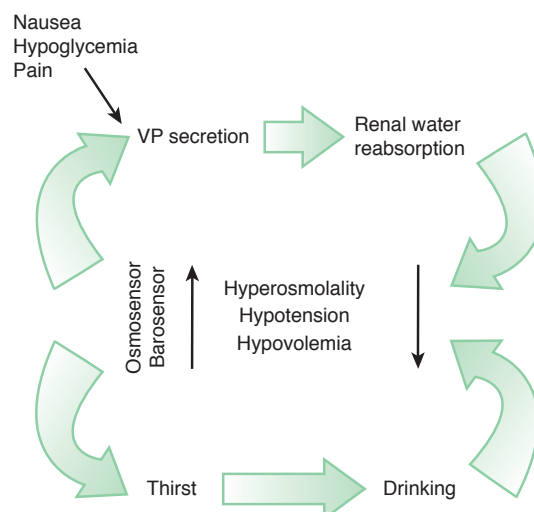 Nausea
Hypoglycemia
Pain
VP secretion
Renal water
reabsorption
Osmosensor
Barosensor
Hyperosmolality
Hypotension
Hypovolemia
Thirst
Drinking